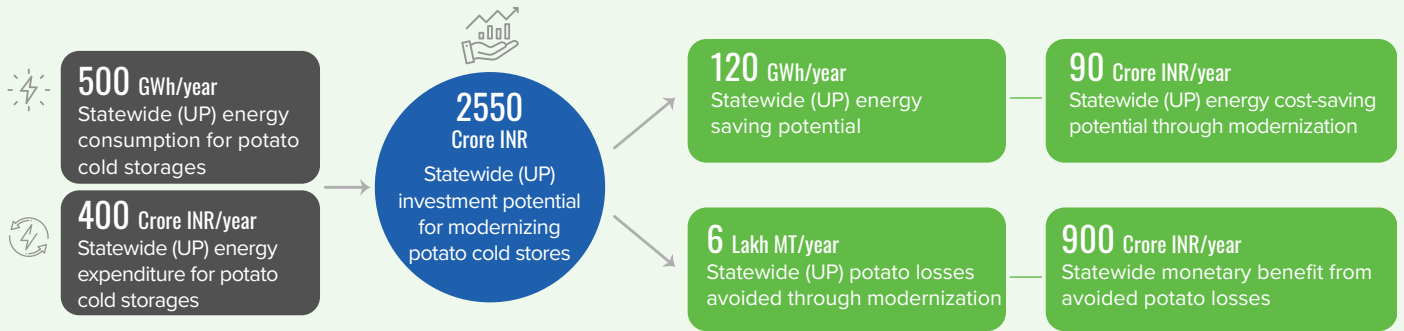 500 GWh/year
Statewide (UP) energy
consumption for potato
cold storages
400 Crore INR/year
Statewide (UP) energy
expenditure for potato
cold storages
2550
Crore INR
Statewide (UP)
investment potential
for modernizing
potato cold stores
120 GWh/year
Statewide (UP) energy
saving potential
90 Crore INR/year
Statewide (UP) energy cost-saving
potential through modernization
6 Lakh MT/year
Statewide (UP) potato losses
avoided through modernization
900 Crore INR/year
Statewide monetary benefit from
avoided potato losses